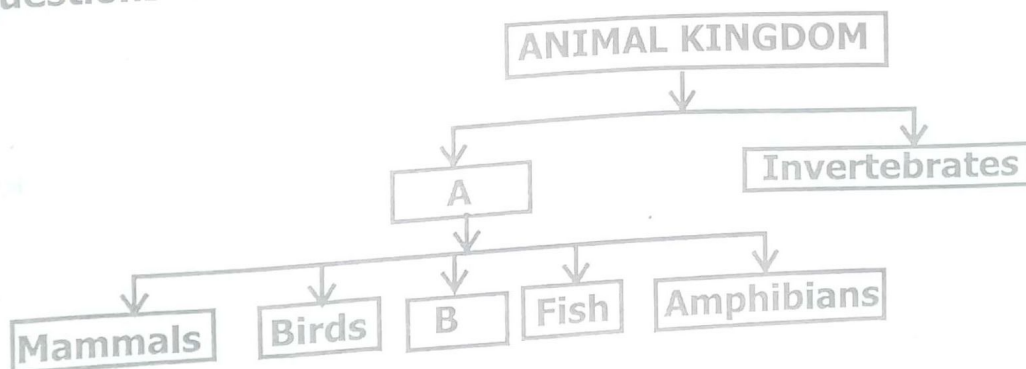 ANIMAL KINGDOM
Invertebrates
A
Mammals
Birds
B
Fish
Amphibians